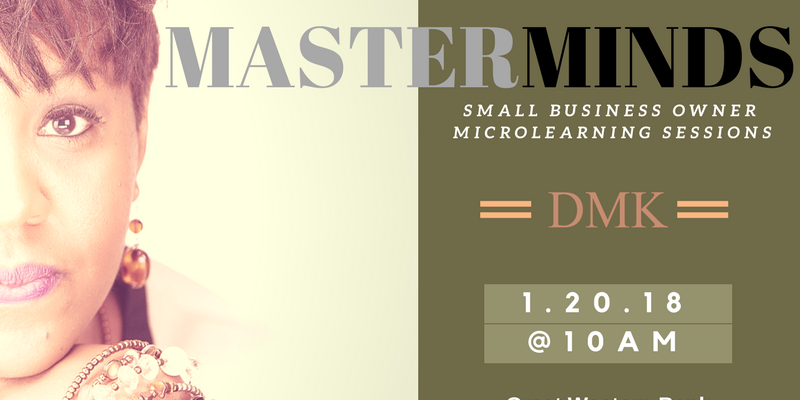 MASTERMINDS
SMALL BUSINESS OWNER
MICROLEARNING SESSIONS
DMK
1.20.18
@10AM